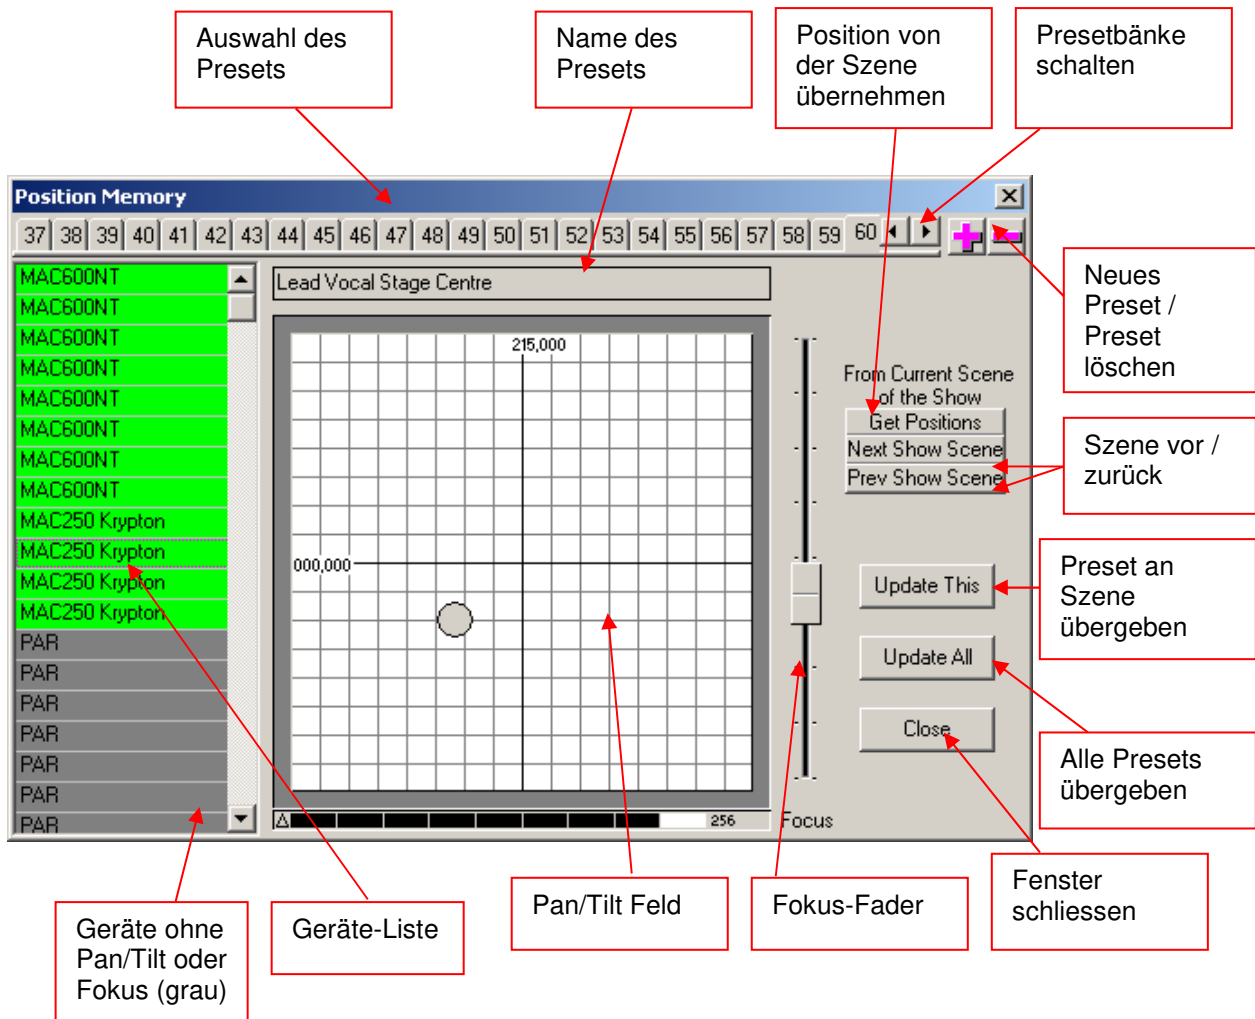 Auswahl des
Presets
Name des
Presets
Position von
der Szene
übernehmen
Presetbänke
schalten
Position Memory
37 38 39 40 41 42 43 44 45 46 47 48 49 50 51 52 53 54 55 56 57 58 59 60
MAC600NT
MAC600NT
MAC600NT
MAC600NT
MAC600NT
MAC600NT
MAC600NT
MAC600NT
MAC250 Krypton
MAC250 Krypton
MAC250 Krypton
MAC250 Krypton
PAR
PAR
PAR
PAR
PAR
PAR
PAR
Lead Vocal Stage Centre
215,000
000,000
256
Focus
From Current Scene
of the Show
Get Positions
Next Show Scene
Prev Show Scene
Update This
Update All
Close
Neues
Preset /
Preset
löschen
Szene vor /
zurück
Preset an
Szene
übergeben
Alle Presets
übergeben
Fenster
schliessen
Geräte ohne
Pan/Tilt oder
Fokus (grau)
Geräte-Liste
Pan/Tilt Feld
Fokus-Fader